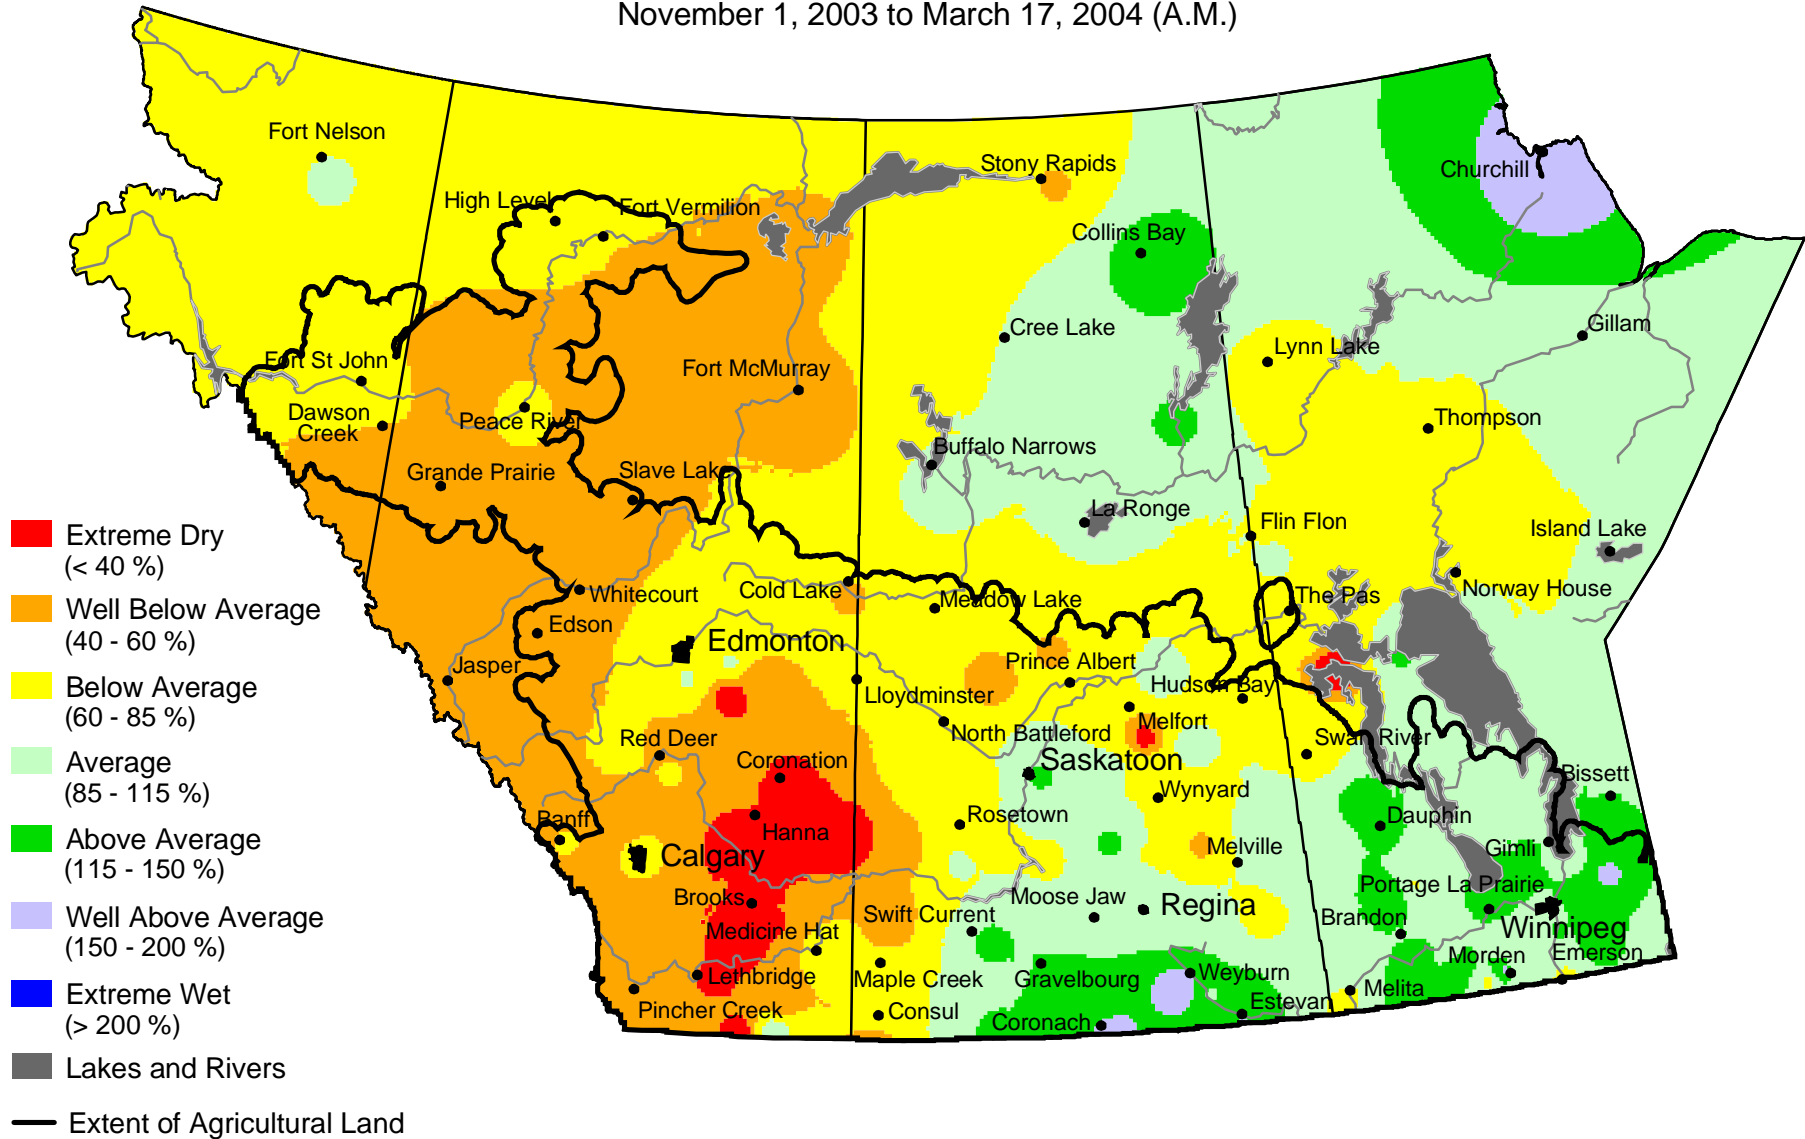 November 1, 2003 to March 17, 2004 (A.M.)
Fort Nelson
Stony Rapids
Churchill
High Level
Fort Vermilion
Collins Bay
Cree Lake
Gillam
Lynn Lake
Fort St John
Fort McMurray
Dawson
Creek
Peace River
Thompson
Buffalo Narrows
Grande Prairie
Slave Lake
La Ronge
Flin Flon
Island Lake
Whitecourt
Cold Lake
Meadow Lake
The Pas
Norway House
Edson
Edmonton
Jasper
Prince Albert
Lloydminster
Hudson Bay
North Battleford
Melfort
Red Deer
Swan River
Coronation
Saskatoon
Bissett
Wynyard
Banff
Hanna
Rosetown
Dauphin
Calgary
Melville
Gimli
Brooks
Moose Jaw
Regina
Portage La Prairie
Swift Current
Brandon
Winnipeg
Medicine Hat
Lethbridge
Maple Creek
Gravelbourg
Weyburn
Morden
Emerson
Pincher Creek
Consul
Coronach
Estevan
Melita
Extreme Dry
(< 40 %)
Well Below Average
(40 - 60 %)
Below Average
(60 - 85 %)
Average
(85 - 115 %)
Above Average
(115 - 150 %)
Well Above Average
(150 - 200 %)
Extreme Wet
(> 200 %)
Lakes and Rivers
Extent of Agricultural Land